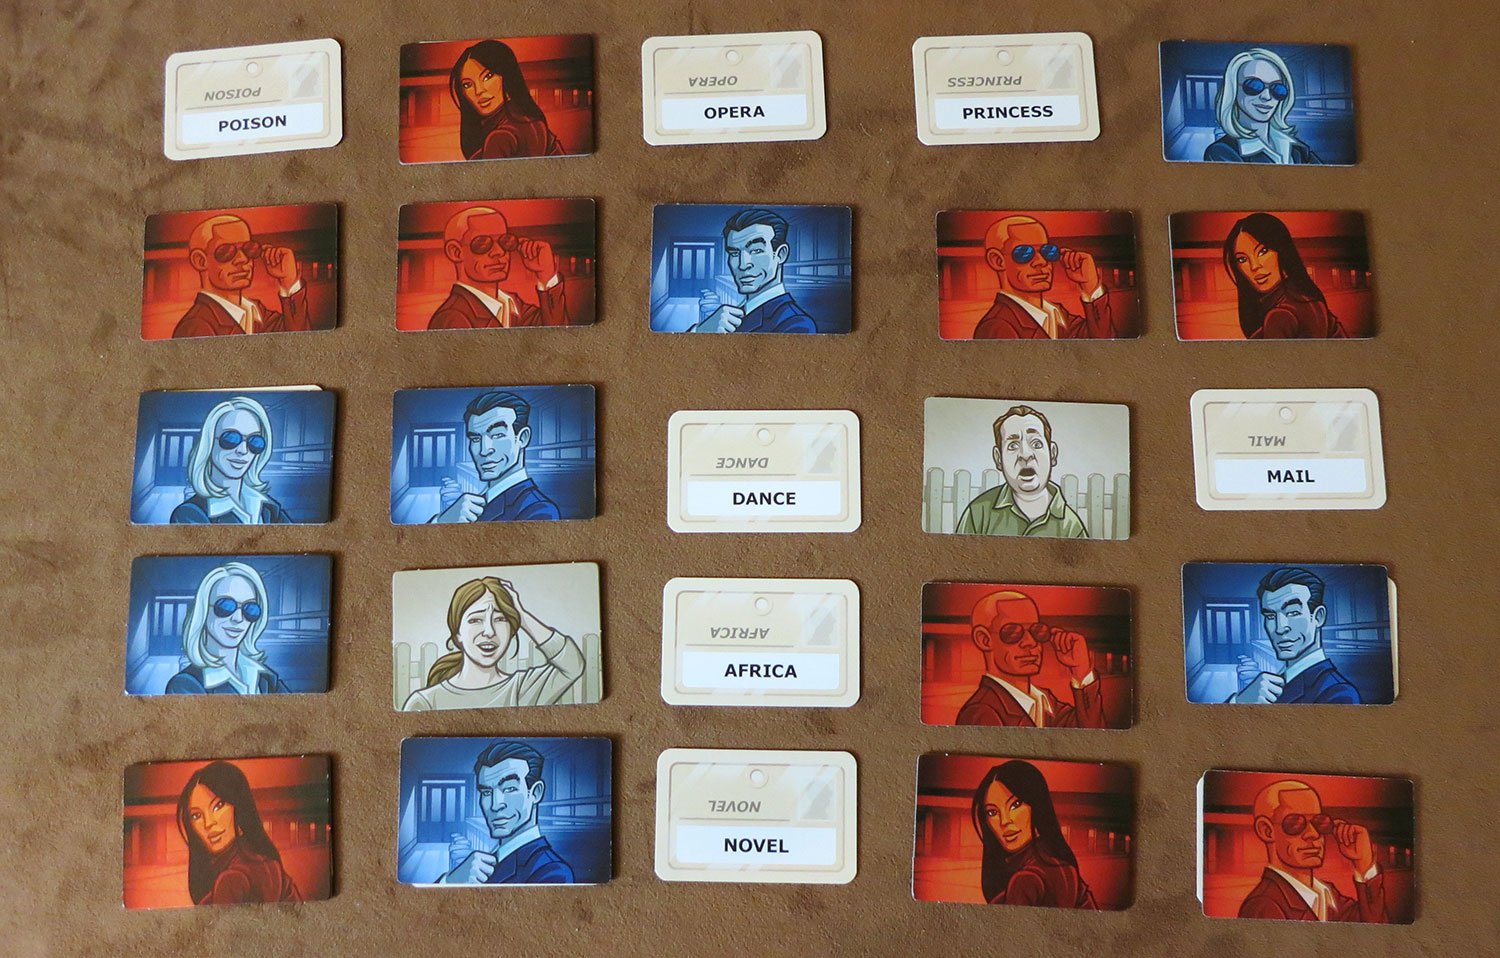 POISON
POISON
OPERA
OPERA
PRINCESS
PRINCESS
DANCE
DANCE
MAIL
MAIL
AFRICA
AFRICA
NOVEL
NOVEL